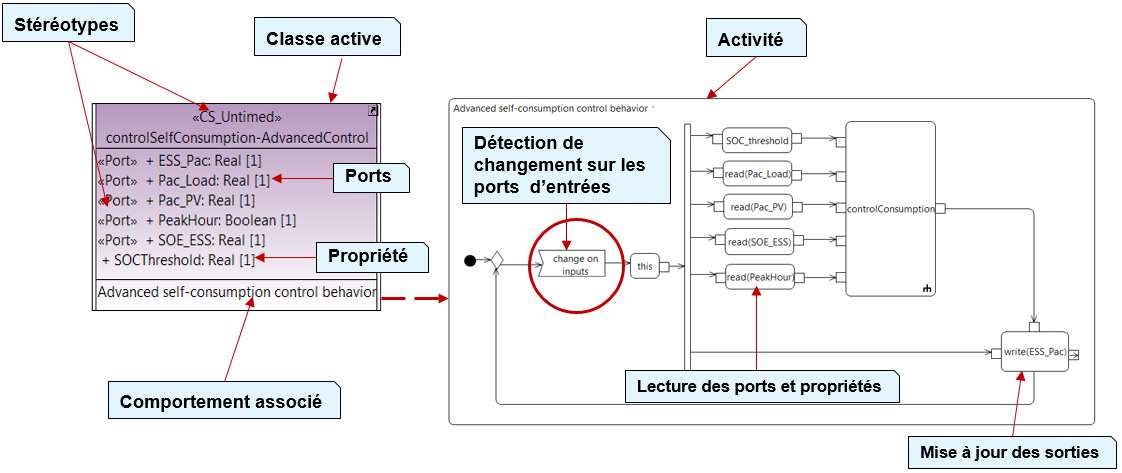 Stéréotypes
Classe active
Activité
«CS_Untimed»
controlSelfConsumption-AdvancedControl
«Port» + ESS_Pac: Real [1]
«Port» + Pac_Load: Real [1]
«Port» + Pac_PV: Real [1]
«Port» + PeakHour: Boolean [1]
«Port» + SOE_ESS: Real [1]
+ SOCThreshold: Real [1]
Advanced self-consumption control behavior
Ports
Propriété
Comportement associé
Advanced self-consumption control behavior
Détection de
changement sur les
ports d’entrées
change on
inputs
this
SOC_threshold
read(Pac_Load)
read(Pac_PV)
read(SOE_ESS)
read(PeakHour)
controlConsumption
write(ESS_Pac)
Lecture des ports et propriétés
Mise à jour des sorties